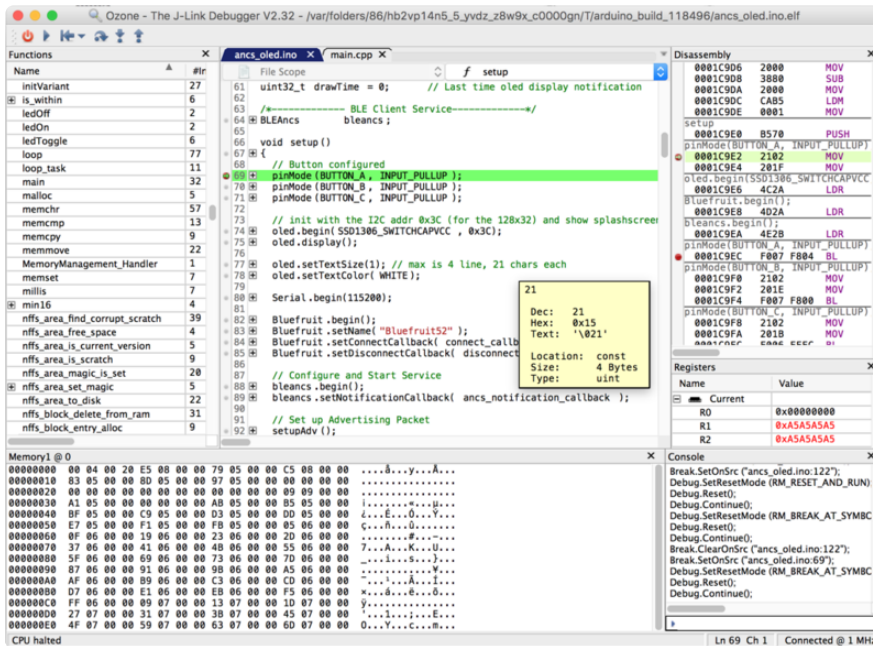 Ozone - The J-Link Debugger V2.32 - /var/folders/86/hb2vp14n5_5_yvdz_z8w9x_c0000gn/T/arduino_build_118496/ancs_oled.ino.elf
Functions
Name #Ir
initVariant 27
is_within 6
ledOff 2
ledOn 2
ledToggle 6
loop 77
loop_task 11
main 32
malloc 5
memchr 57
memcmp 13
memcpy 9
memmove 22
MemoryManagement_Handler 1
memset 7
millis 7
min16 4
nffs_area_find_corrupt_scratch 39
nffs_area_free_space 4
nffs_area_is_current_version 5
nffs_area_is_scratch 9
nffs_area_magic_is_set 20
nffs_area_set_magic 5
nffs_area_to_disk 22
nffs_block_delete_from_ram 31
nffs_block_entry_alloc 9
ancs_oled.ino main.cpp
File Scope f setup
61 uint32_t drawTime = 0; // Last time oled display notification
62
63 /*------------- BLE Client Service-------------*/
64 BLEAncs bleancs;
65
66 void setup()
67 {
68 // Button configured
69 pinMode(BUTTON_A, INPUT_PULLUP);
70 pinMode(BUTTON_B, INPUT_PULLUP);
71 pinMode(BUTTON_C, INPUT_PULLUP);
72
73 // init with the I2C addr 0x3C (for the 128x32) and show splashscreen
74 oled.begin(SSD1306_SWITCHCAPVCC, 0x3C);
75 oled.display();
76
77 oled.setTextSize(1); // max is 4 line, 21 chars each
78 oled.setTextColor(WHITE);
79
80 Serial.begin(115200);
81
82 Bluefruit.begin();
83 Bluefruit.setName("Bluefruit52");
84 Bluefruit.setConnectCallback( connect_callb
85 Bluefruit.setDisconnectCallback( disconnect
86
87 // Configure and Start Service
88 bleancs.begin();
89 bleancs.setNotificationCallback( ancs_notification_callback );
90
91 // Set up Advertising Packet
92 setupAdv();
21
Dec: 21
Hex: 0x15
Text: '\021'
Location: const
Size: 4 Bytes
Type: uint
Disassembly
0001C9D6 2000 MOV
0001C9D8 3880 SUB
0001C9DA 2000 MOV
0001C9DC CAB5 LDM
0001C9DE 0001 MOV
setup
0001C9E0 B570 PUSH
pinMode(BUTTON_A, INPUT_PULLUP)
0001C9E2 2102 MOV
0001C9E4 201F MOV
oled.begin(SSD1306_SWITCHCAPVCC
0001C9E6 4C2A LDR
Bluefruit.begin();
0001C9E8 4D2A LDR
bleancs.begin();
0001C9EA 4E2B LDR
pinMode(BUTTON_A, INPUT_PULLUP)
0001C9EC F007 F804 BL
pinMode(BUTTON_B, INPUT_PULLUP)
0001C9F0 2102 MOV
0001C9F2 201E MOV
0001C9F4 F007 F800 BL
pinMode(BUTTON_C, INPUT_PULLUP)
0001C9F8 2102 MOV
0001C9FA 201B MOV
Registers
Name Value
Current
R0 0x00000000
R1 0xA5A5A5A5
R2 0xA5A5A5A5
Memory1 @ 0
00000000 00 04 00 20 E5 08 00 00 79 05 00 00 C5 08 00 00
00000010 83 05 00 00 8D 05 00 00 97 05 00 00 00 00 00 00
00000020 00 00 00 00 00 00 00 00 00 00 00 00 09 09 00 00
00000030 A1 05 00 00 00 00 00 00 AB 05 00 00 B5 05 00 00
00000040 BF 05 00 00 C9 05 00 00 D3 05 00 00 DD 05 00 00
00000050 E7 05 00 00 F1 05 00 00 FB 05 00 00 05 06 00 00
00000060 0F 06 00 00 19 06 00 00 23 06 00 00 2D 06 00 00
00000070 37 06 00 00 41 06 00 00 4B 06 00 00 55 06 00 00
00000080 5F 06 00 00 69 06 00 00 73 06 00 00 7D 06 00 00
00000090 87 06 00 00 91 06 00 00 9B 06 00 00 A5 06 00 00
000000A0 AF 06 00 00 B9 06 00 00 C3 06 00 00 CD 06 00 00
000000B0 D7 06 00 00 E1 06 00 00 EB 06 00 00 F5 06 00 00
000000C0 FF 06 00 00 09 07 00 00 13 07 00 00 1D 07 00 00
000000D0 27 07 00 00 31 07 00 00 3B 07 00 00 45 07 00 00
000000E0 4F 07 00 00 59 07 00 00 63 07 00 00 6D 07 00 00
Console
Break.SetOnSrc ("ancs_oled.ino:122");
Debug.SetResetMode (RM_RESET_AND_RUN)
Debug.Reset();
Debug.Continue();
Debug.SetResetMode (RM_BREAK_AT_SYMBC
Debug.Reset();
Debug.Continue();
Break.ClearOnSrc ("ancs_oled.ino:122");
Break.SetOnSrc ("ancs_oled.ino:69");
Debug.SetResetMode (RM_BREAK_AT_SYMBC
Debug.Reset();
Debug.Continue();
CPU halted
Ln 69 Ch 1 Connected @ 1 MHz